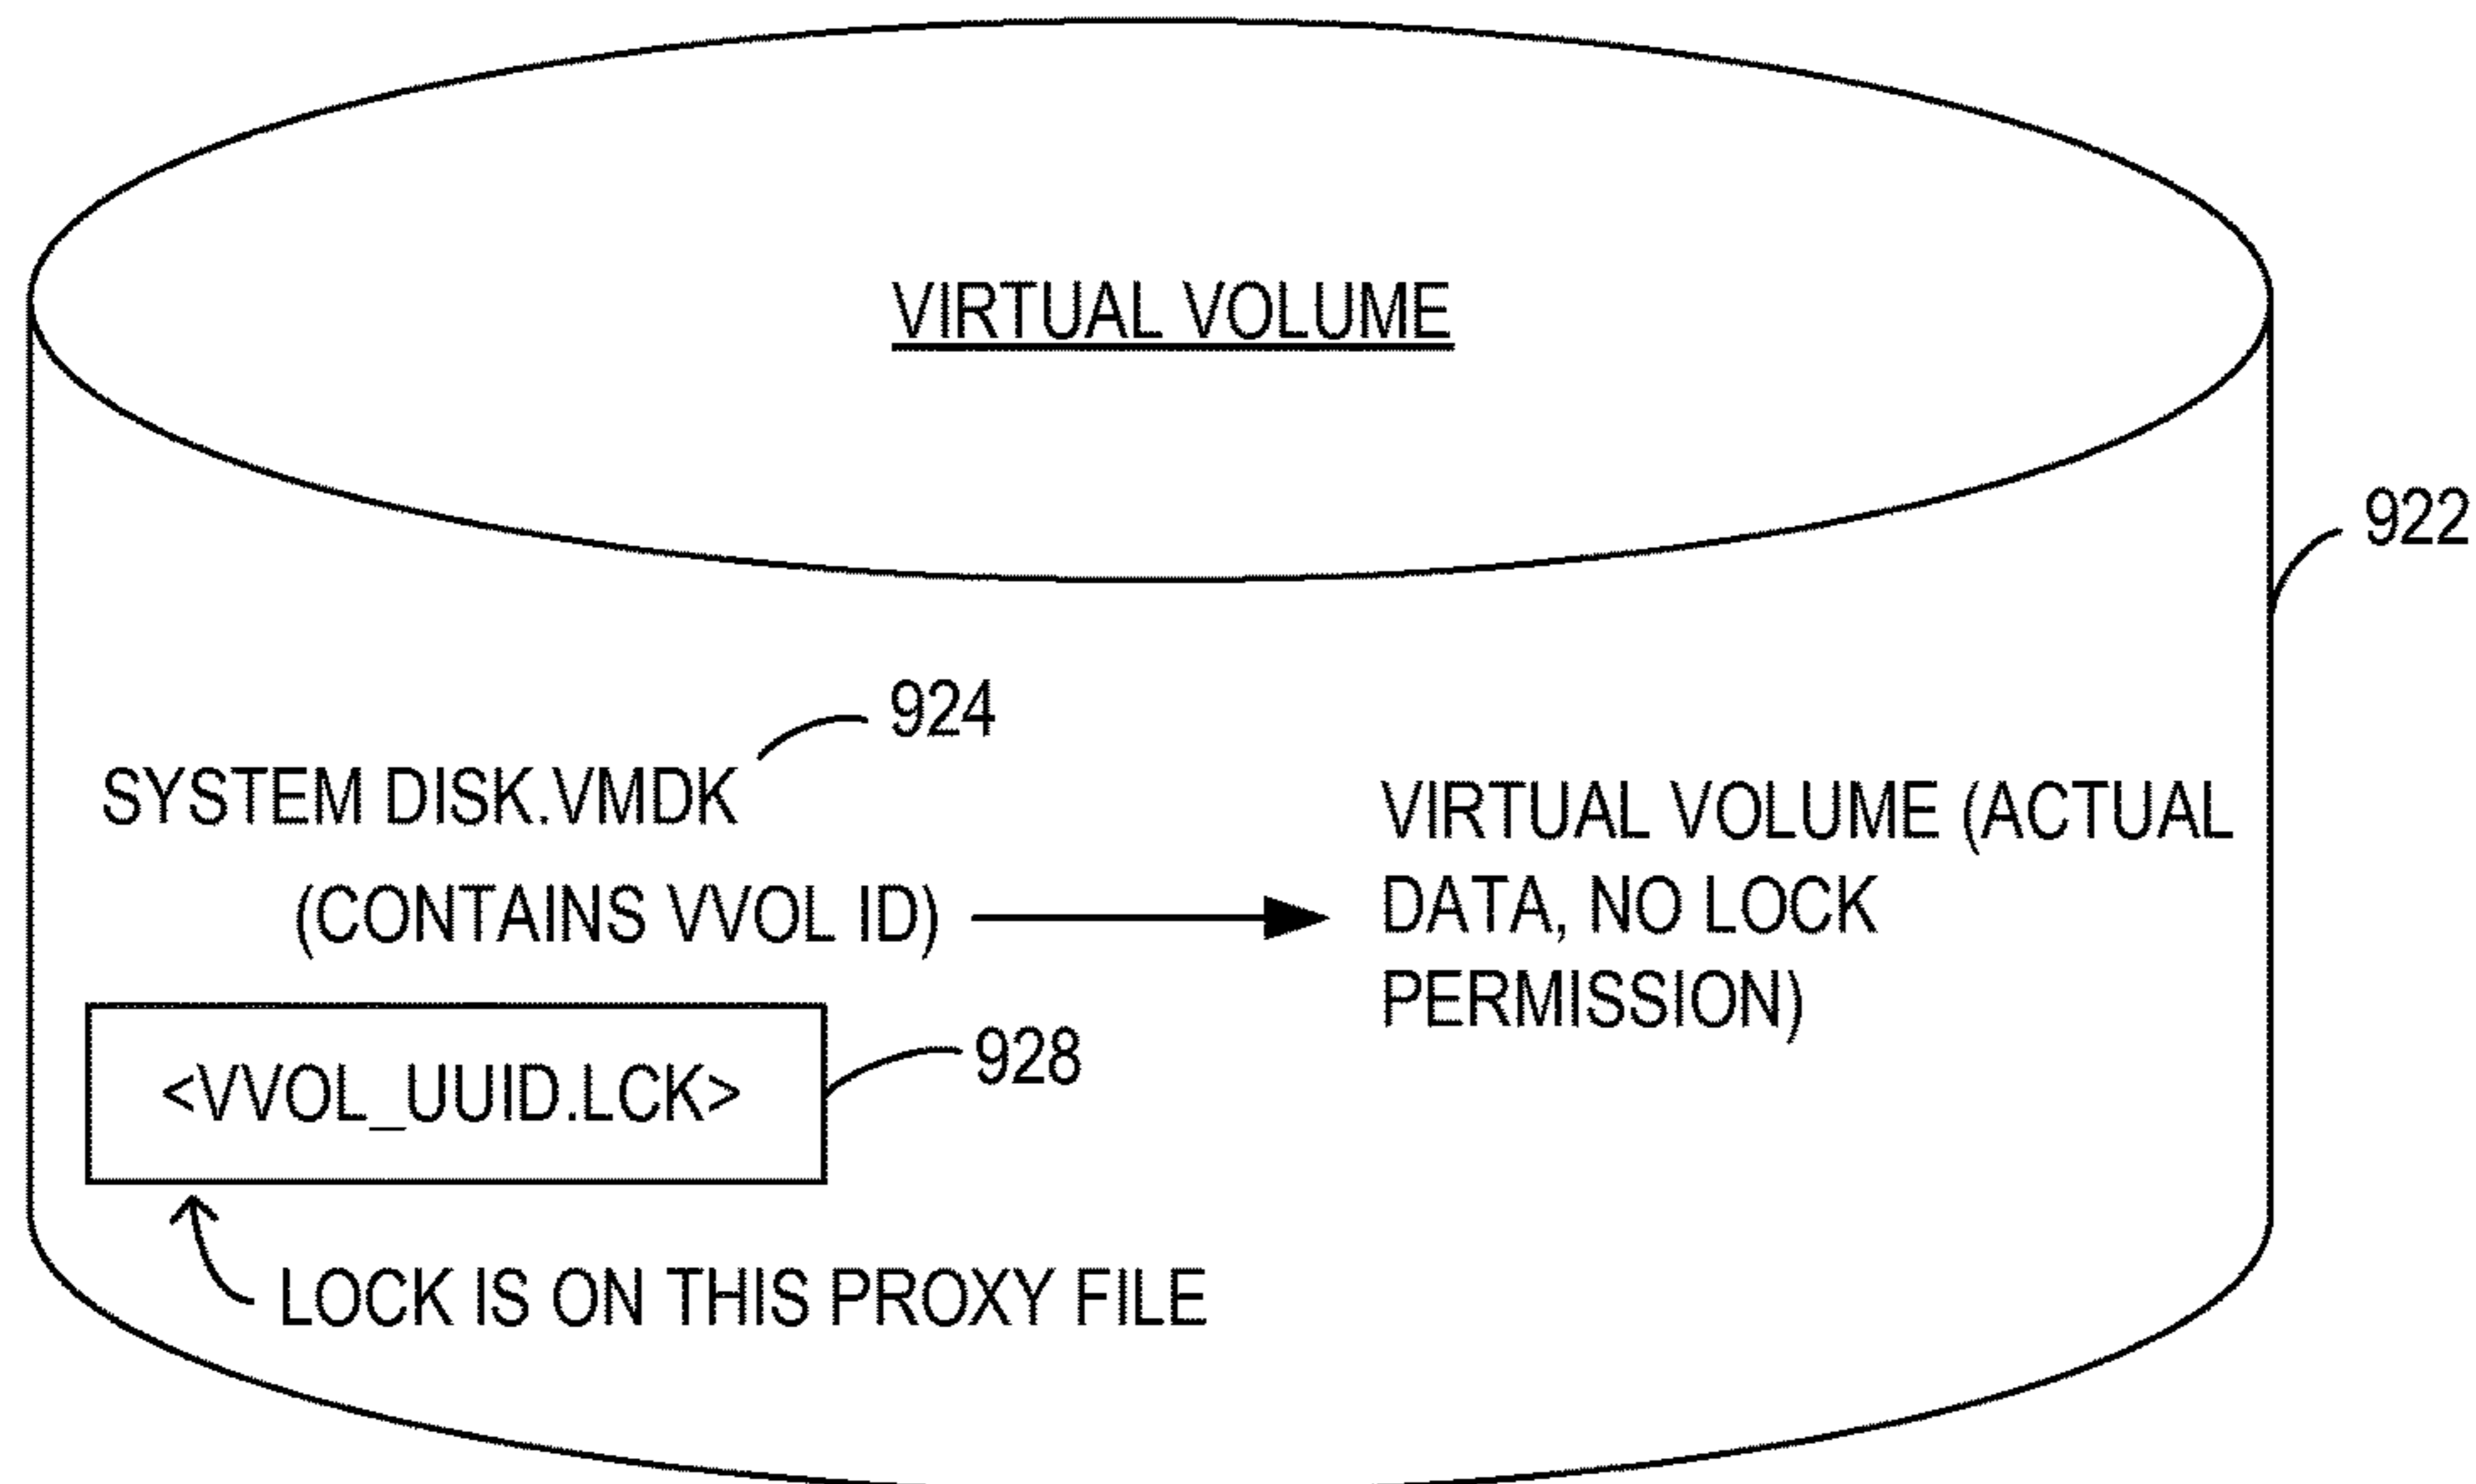 VIRTUAL VOLUME
922
924
SYSTEM DISK.VMDK
(CONTAINS VVOL ID)
VIRTUAL VOLUME (ACTUAL
DATA, NO LOCK
PERMISSION)
<VVOL_UUID.LCK>
928
LOCK IS ON THIS PROXY FILE